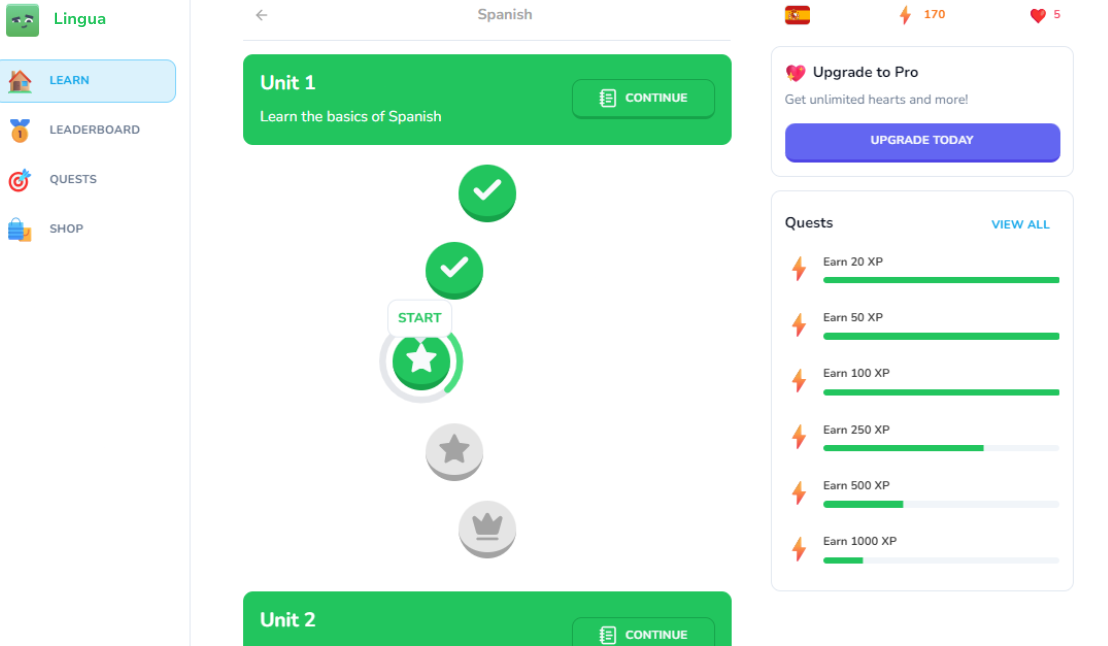 Lingua
LEARN
LEADERBOARD
1
QUESTS
SHOP
Spanish
Unit 1
Learn the basics of Spanish
CONTINUE
START
Unit 2
CONTINUE
170
5
Upgrade to Pro
Get unlimited hearts and more!
UPGRADE TODAY
Quests
VIEW ALL
Earn 20 XP
Earn 50 XP
Earn 100 XP
Earn 250 XP
Earn 500 XP
Earn 1000 XP